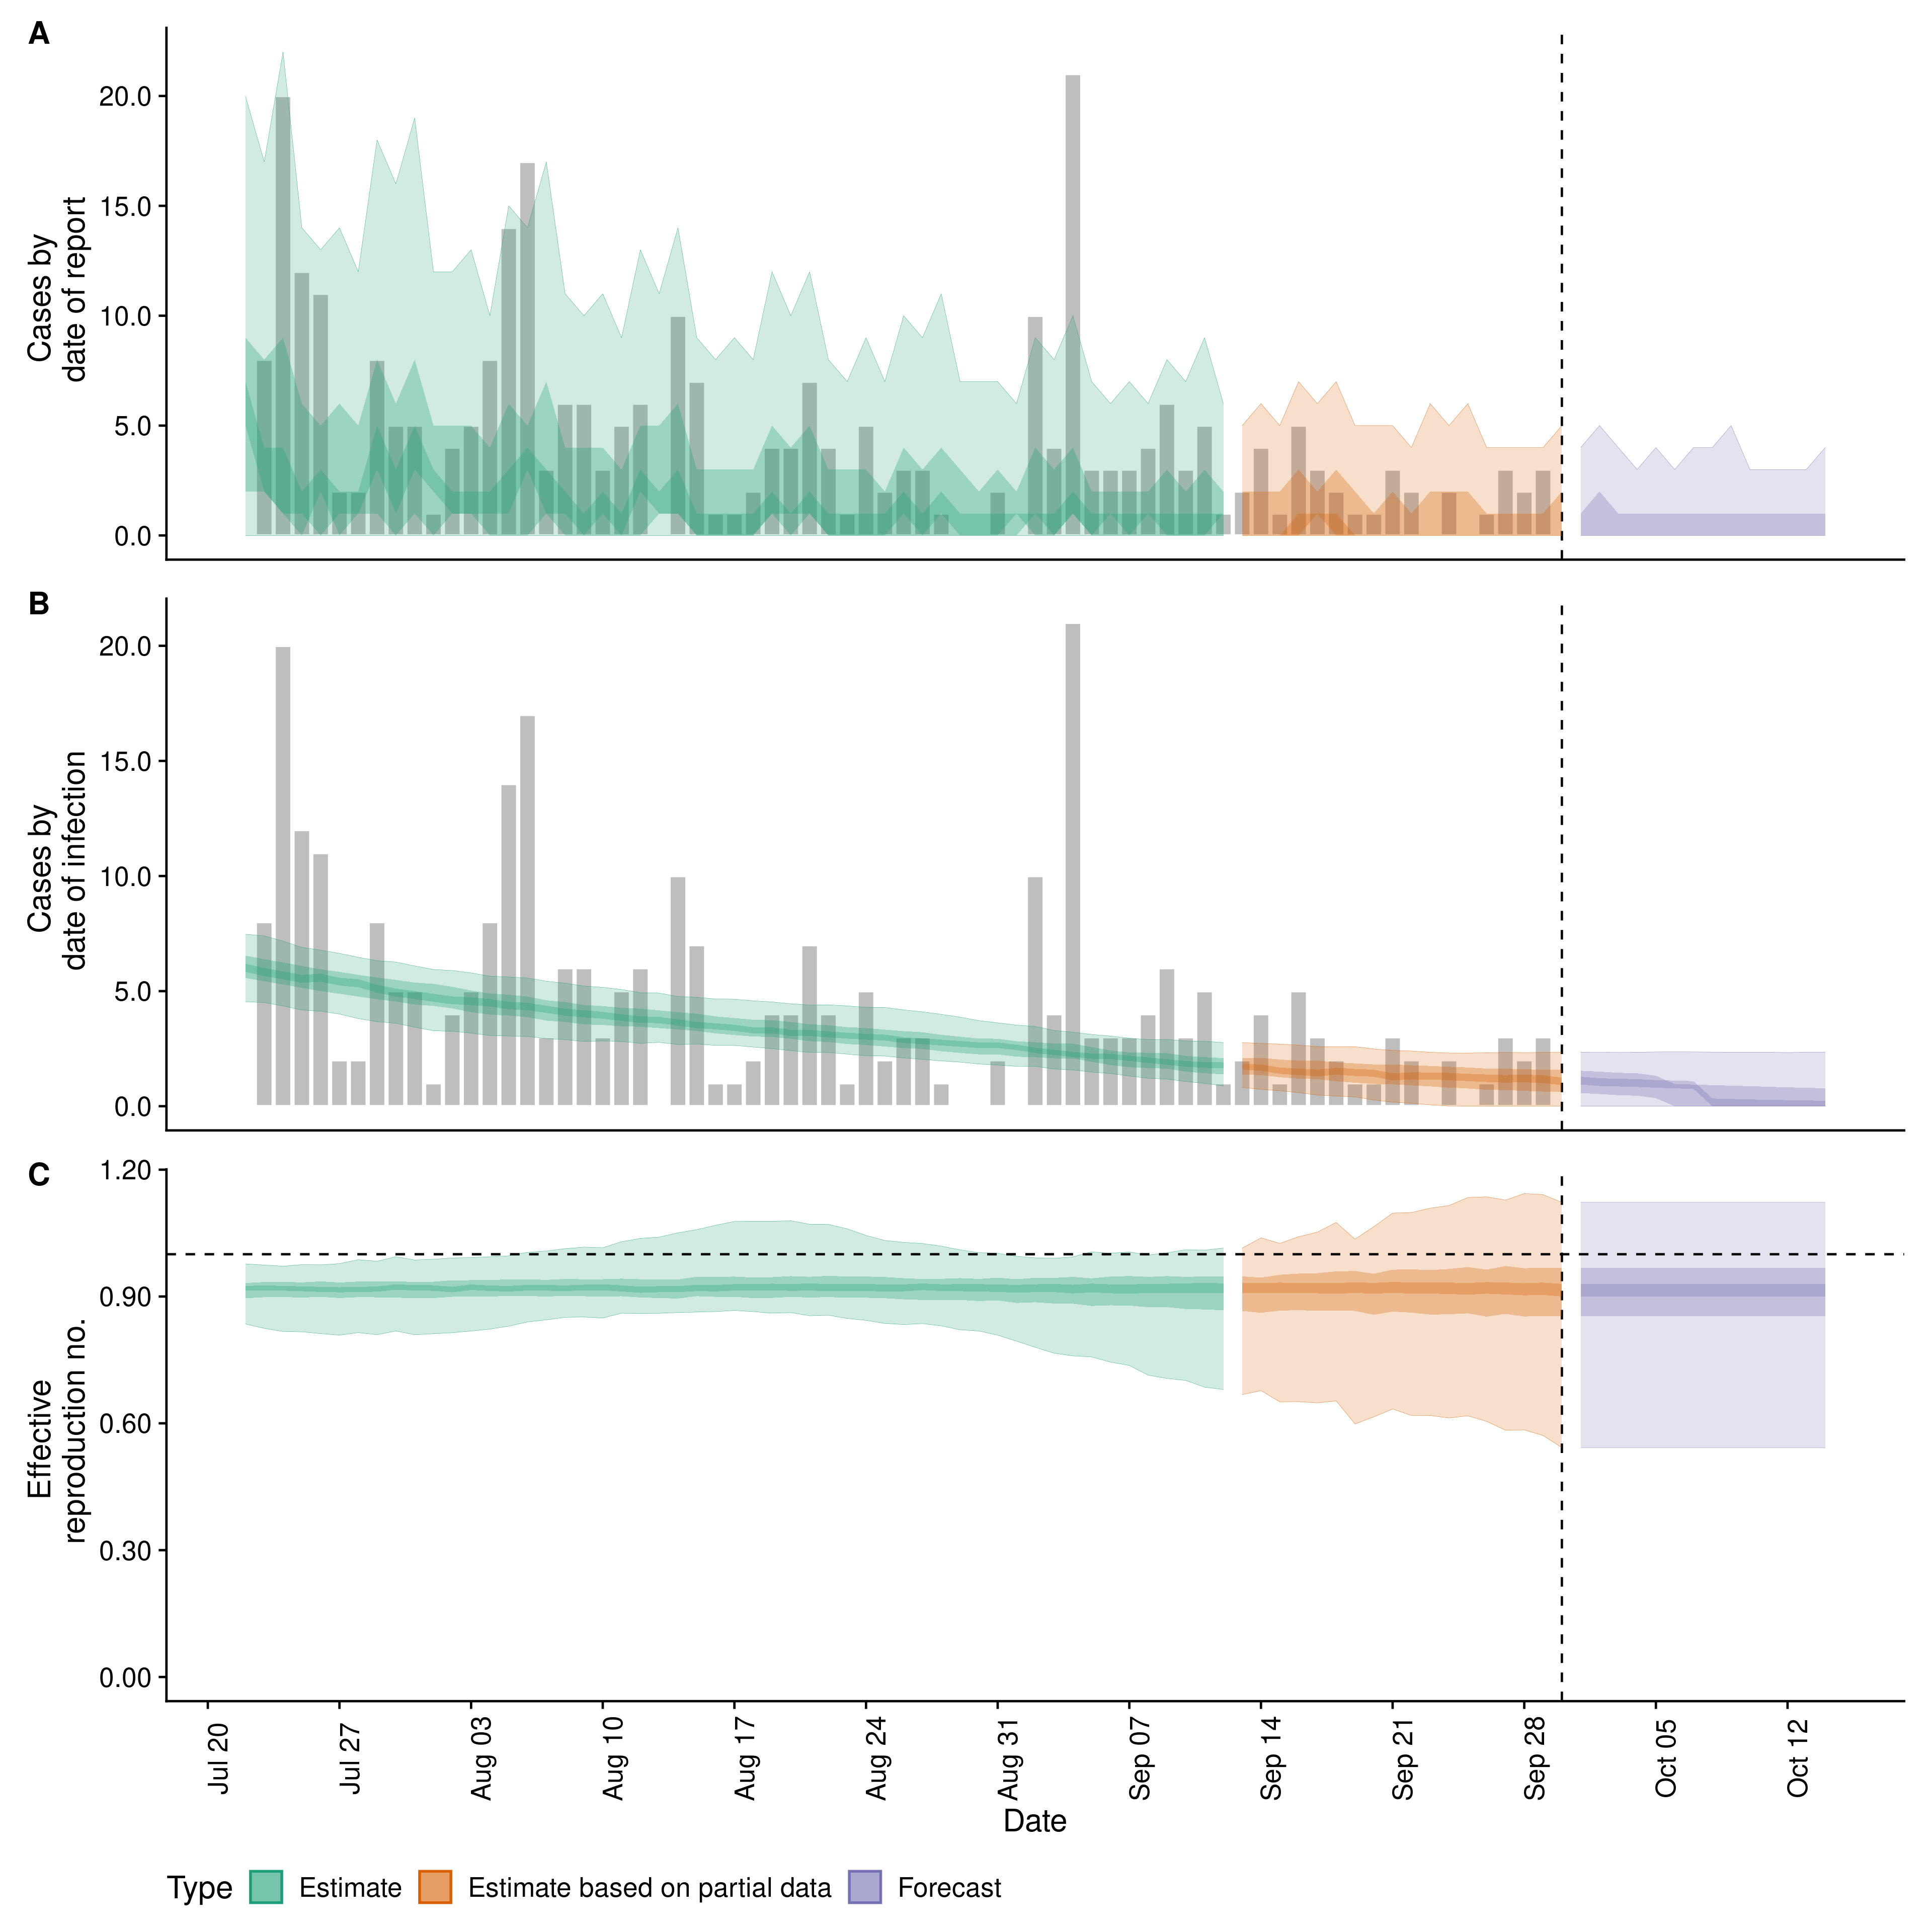 A
20.0
15.0
10.0
5.0
0.0
Cases by
date of report
B
20.0
15.0
10.0
5.0
0.0
Cases by
date of infection
C
1.20
0.90
0.60
0.30
0.00
Effective
reproduction no.
Jul 20
Jul 27
Aug 03
Aug 10
Aug 17
Aug 24
Aug 31
Sep 07
Sep 14
Sep 21
Sep 28
Oct 05
Oct 12
Date
Type Estimate Estimate based on partial data Forecast